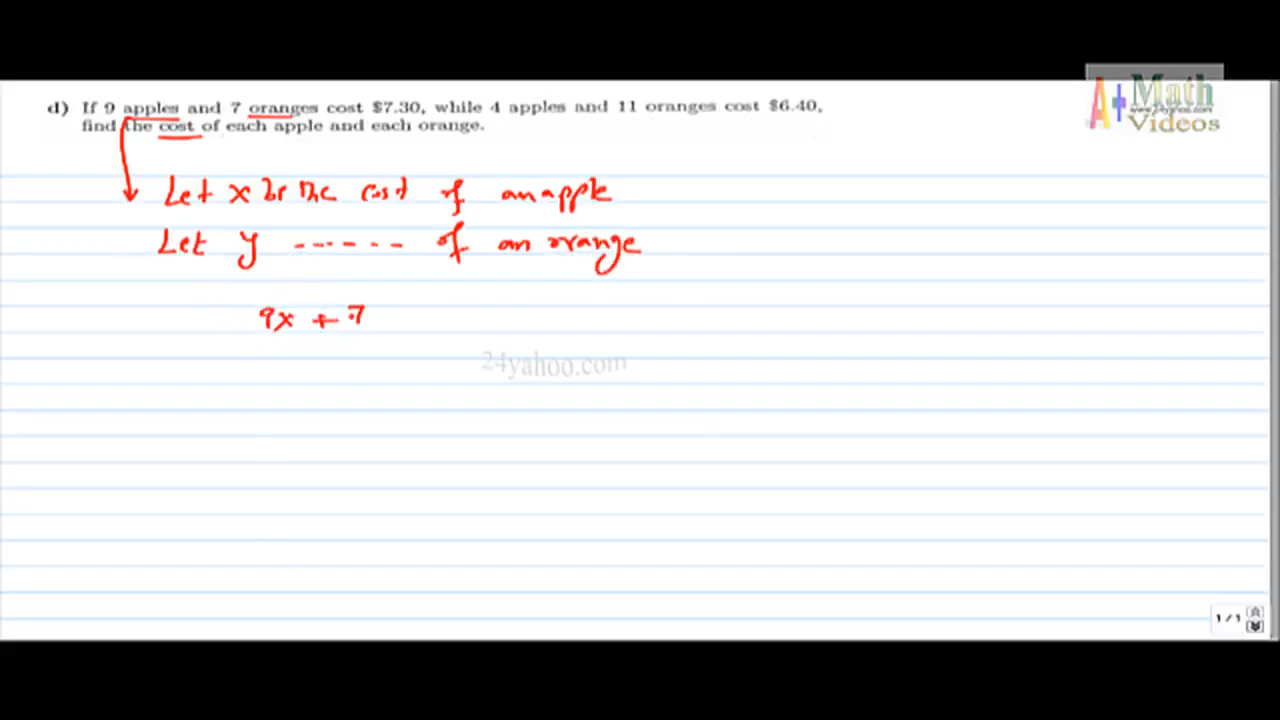 A+ Math
Videos
d) If 9 apples and 7 oranges cost $7.30, while 4 apples and 11 oranges cost $6.40,
find the cost of each apple and each orange.
Let x be the cost of an apple
Let y ------ of an orange
9x + 7
24yahoo.com
1/1